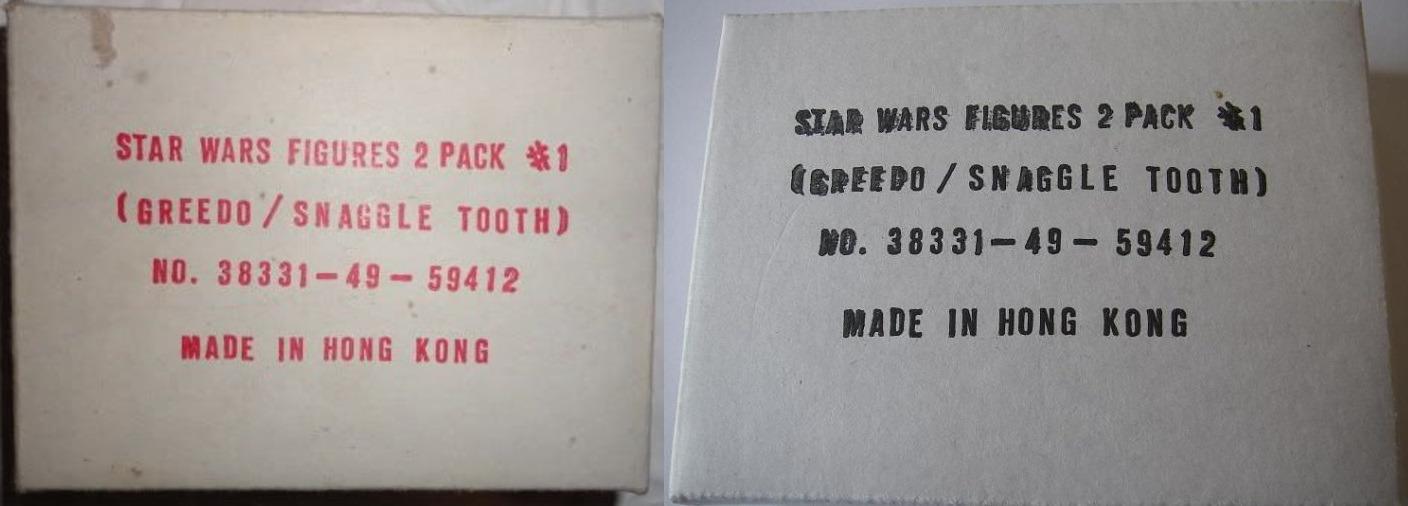 STAR WARS FIGURES 2 PACK #1
(GREEDO / SNAGGLE TOOTH)
NO. 38331-49-59412
MADE IN HONG KONG
STAR WARS FIGURES 2 PACK #1
(GREEDO / SNAGGLE TOOTH)
NO. 38331-49-59412
MADE IN HONG KONG